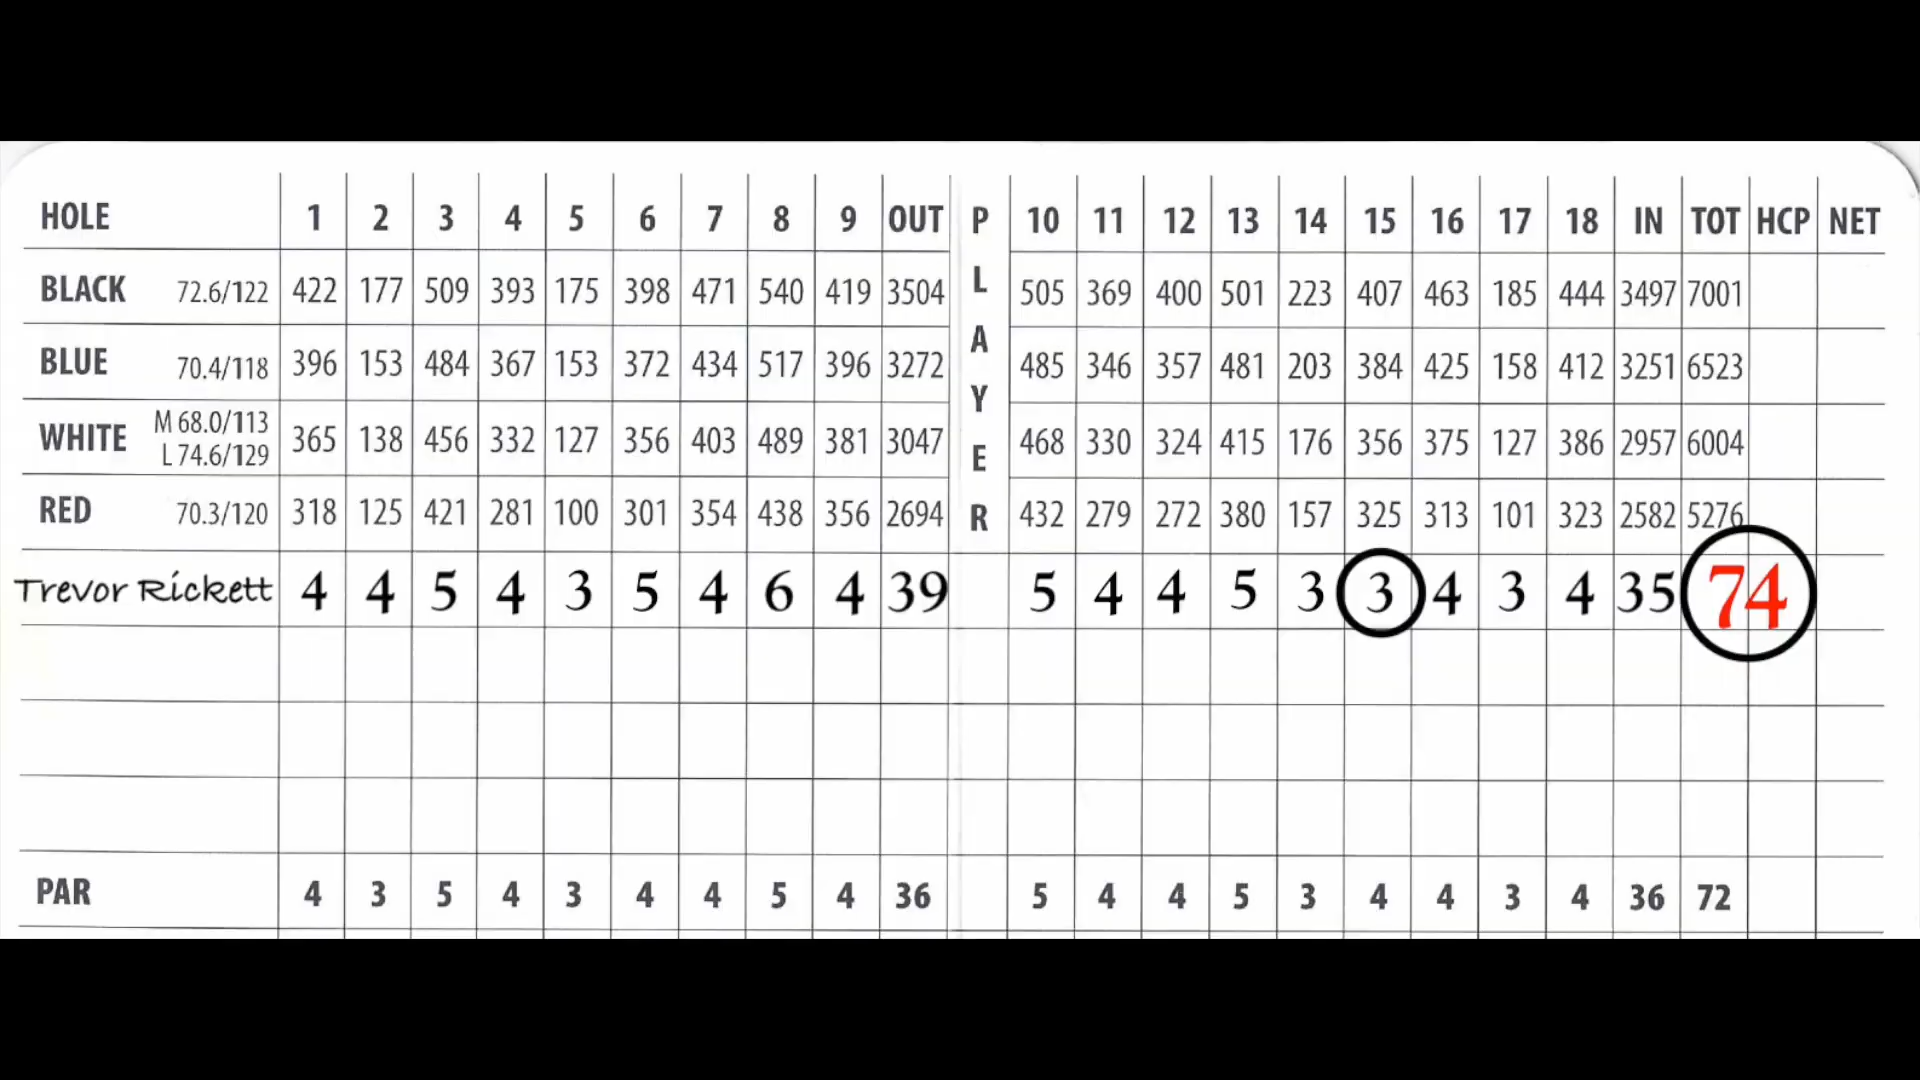 HOLE 1 2 3 4 5 6 7 8 9 OUT PLAYER 10 11 12 13 14 15 16 17 18 IN TOT HCP NET
BLACK 72.6/122 422 177 509 393 175 398 471 540 419 3504 505 369 400 501 223 407 463 185 444 3497 7001
BLUE 70.4/118 396 153 484 367 153 372 434 517 396 3272 485 346 357 481 203 384 425 158 412 3251 6523
WHITE M 68.0/113 L 74.6/129 365 138 456 332 127 356 403 489 381 3047 468 330 324 415 176 356 375 127 386 2957 6004
RED 70.3/120 318 125 421 281 100 301 354 438 356 2694 432 279 272 380 157 325 313 101 323 2582 5276
Trevor Rickett 4 4 5 4 3 5 4 6 4 39 5 4 4 5 3 3 4 3 4 35 74
PAR 4 3 5 4 3 4 4 5 4 36 5 4 4 5 3 4 4 3 4 36 72